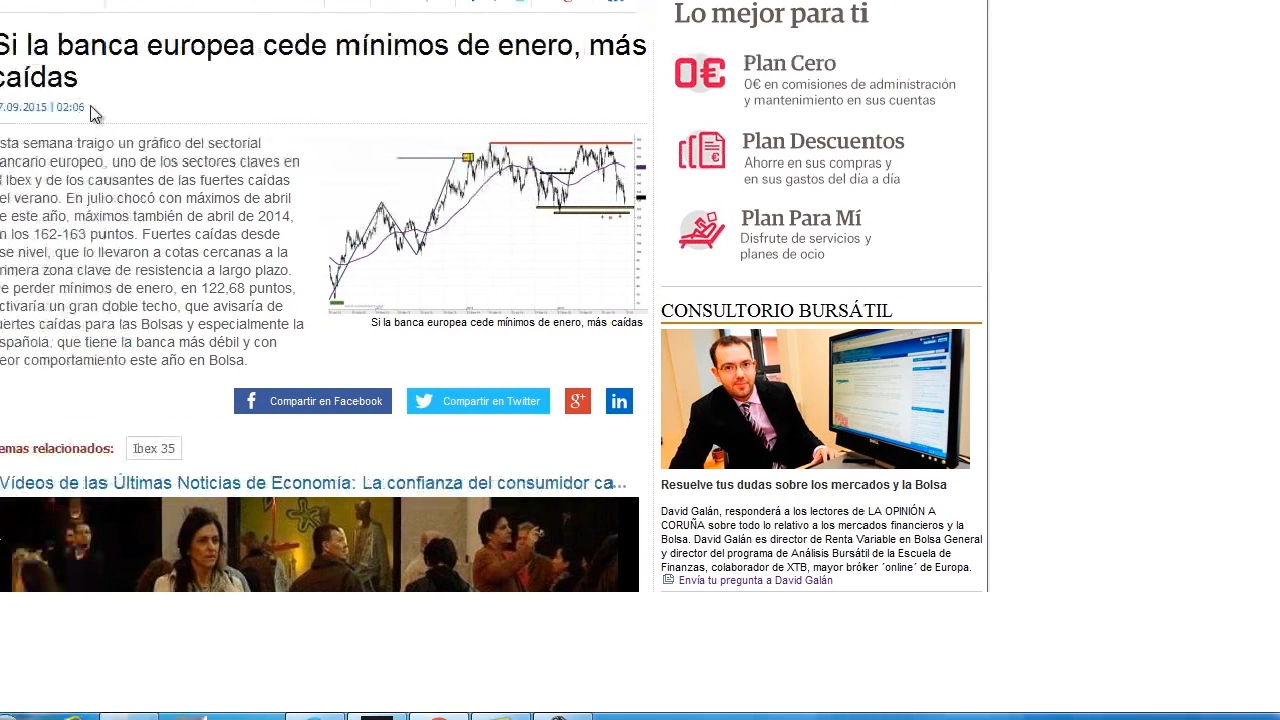 Si la banca europea cede mínimos de enero, más
caídas
7.09.2015 | 02:06
sta semana traigo un gráfico del sectorial
ancario europeo, uno de los sectores claves en
l Ibex y de los causantes de las fuertes caídas
el verano. En julio chocó con máximos de abril
e este año, máximos también de abril de 2014,
n los 162-163 puntos. Fuertes caídas desde
se nivel, que lo llevaron a cotas cercanas a la
rimera zona clave de resistencia a largo plazo.
e perder mínimos de enero, en 122,68 puntos,
ctivaría un gran doble techo, que avisaría de
uertes caídas para las Bolsas y especialmente la
spañola, que tiene la banca más débil y con
eor comportamiento este año en Bolsa.
Si la banca europea cede mínimos de enero, más caídas
Compartir en Facebook
Compartir en Twitter
g+
in
emas relacionados:
Ibex 35
Vídeos de las Últimas Noticias de Economía: La confianza del consumidor ca...
Lo mejor para ti
0€
Plan Cero
0€ en comisiones de administración
y mantenimiento en sus cuentas
Plan Descuentos
Ahorre en sus compras y
en sus gastos del día a día
Plan Para Mí
Disfrute de servicios y
planes de ocio
CONSULTORIO BURSÁTIL
Resuelve tus dudas sobre los mercados y la Bolsa
David Galán, responderá a los lectores de LA OPINIÓN A
CORUÑA sobre todo lo relativo a los mercados financieros y la
Bolsa. David Galán es director de Renta Variable en Bolsa General
y director del programa de Análisis Bursátil de la Escuela de
Finanzas, colaborador de XTB, mayor bróker ´online´ de Europa.
Envía tu pregunta a David Galán